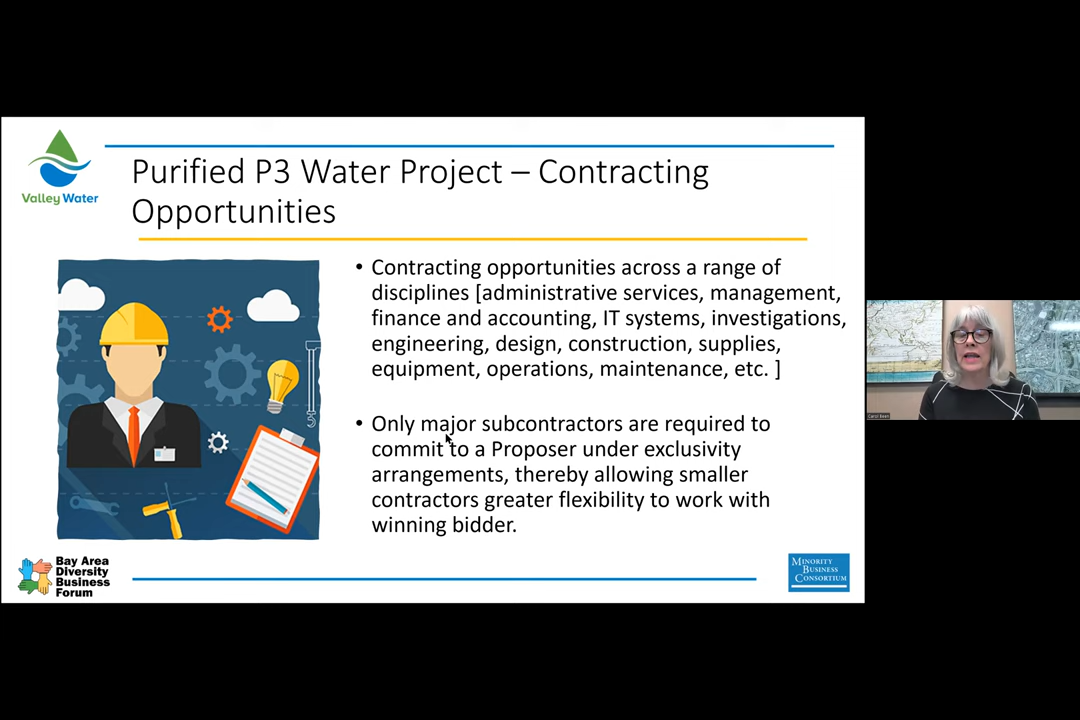 Valley Water
Purified P3 Water Project – Contracting
Opportunities
• Contracting opportunities across a range of
disciplines [administrative services, management,
finance and accounting, IT systems, investigations,
engineering, design, construction, supplies,
equipment, operations, maintenance, etc. ]
• Only major subcontractors are required to
commit to a Proposer under exclusivity
arrangements, thereby allowing smaller
contractors greater flexibility to work with
winning bidder.
Bay Area
Diversity
Business
Forum
MINORITY
BUSINESS
CONSORTIUM